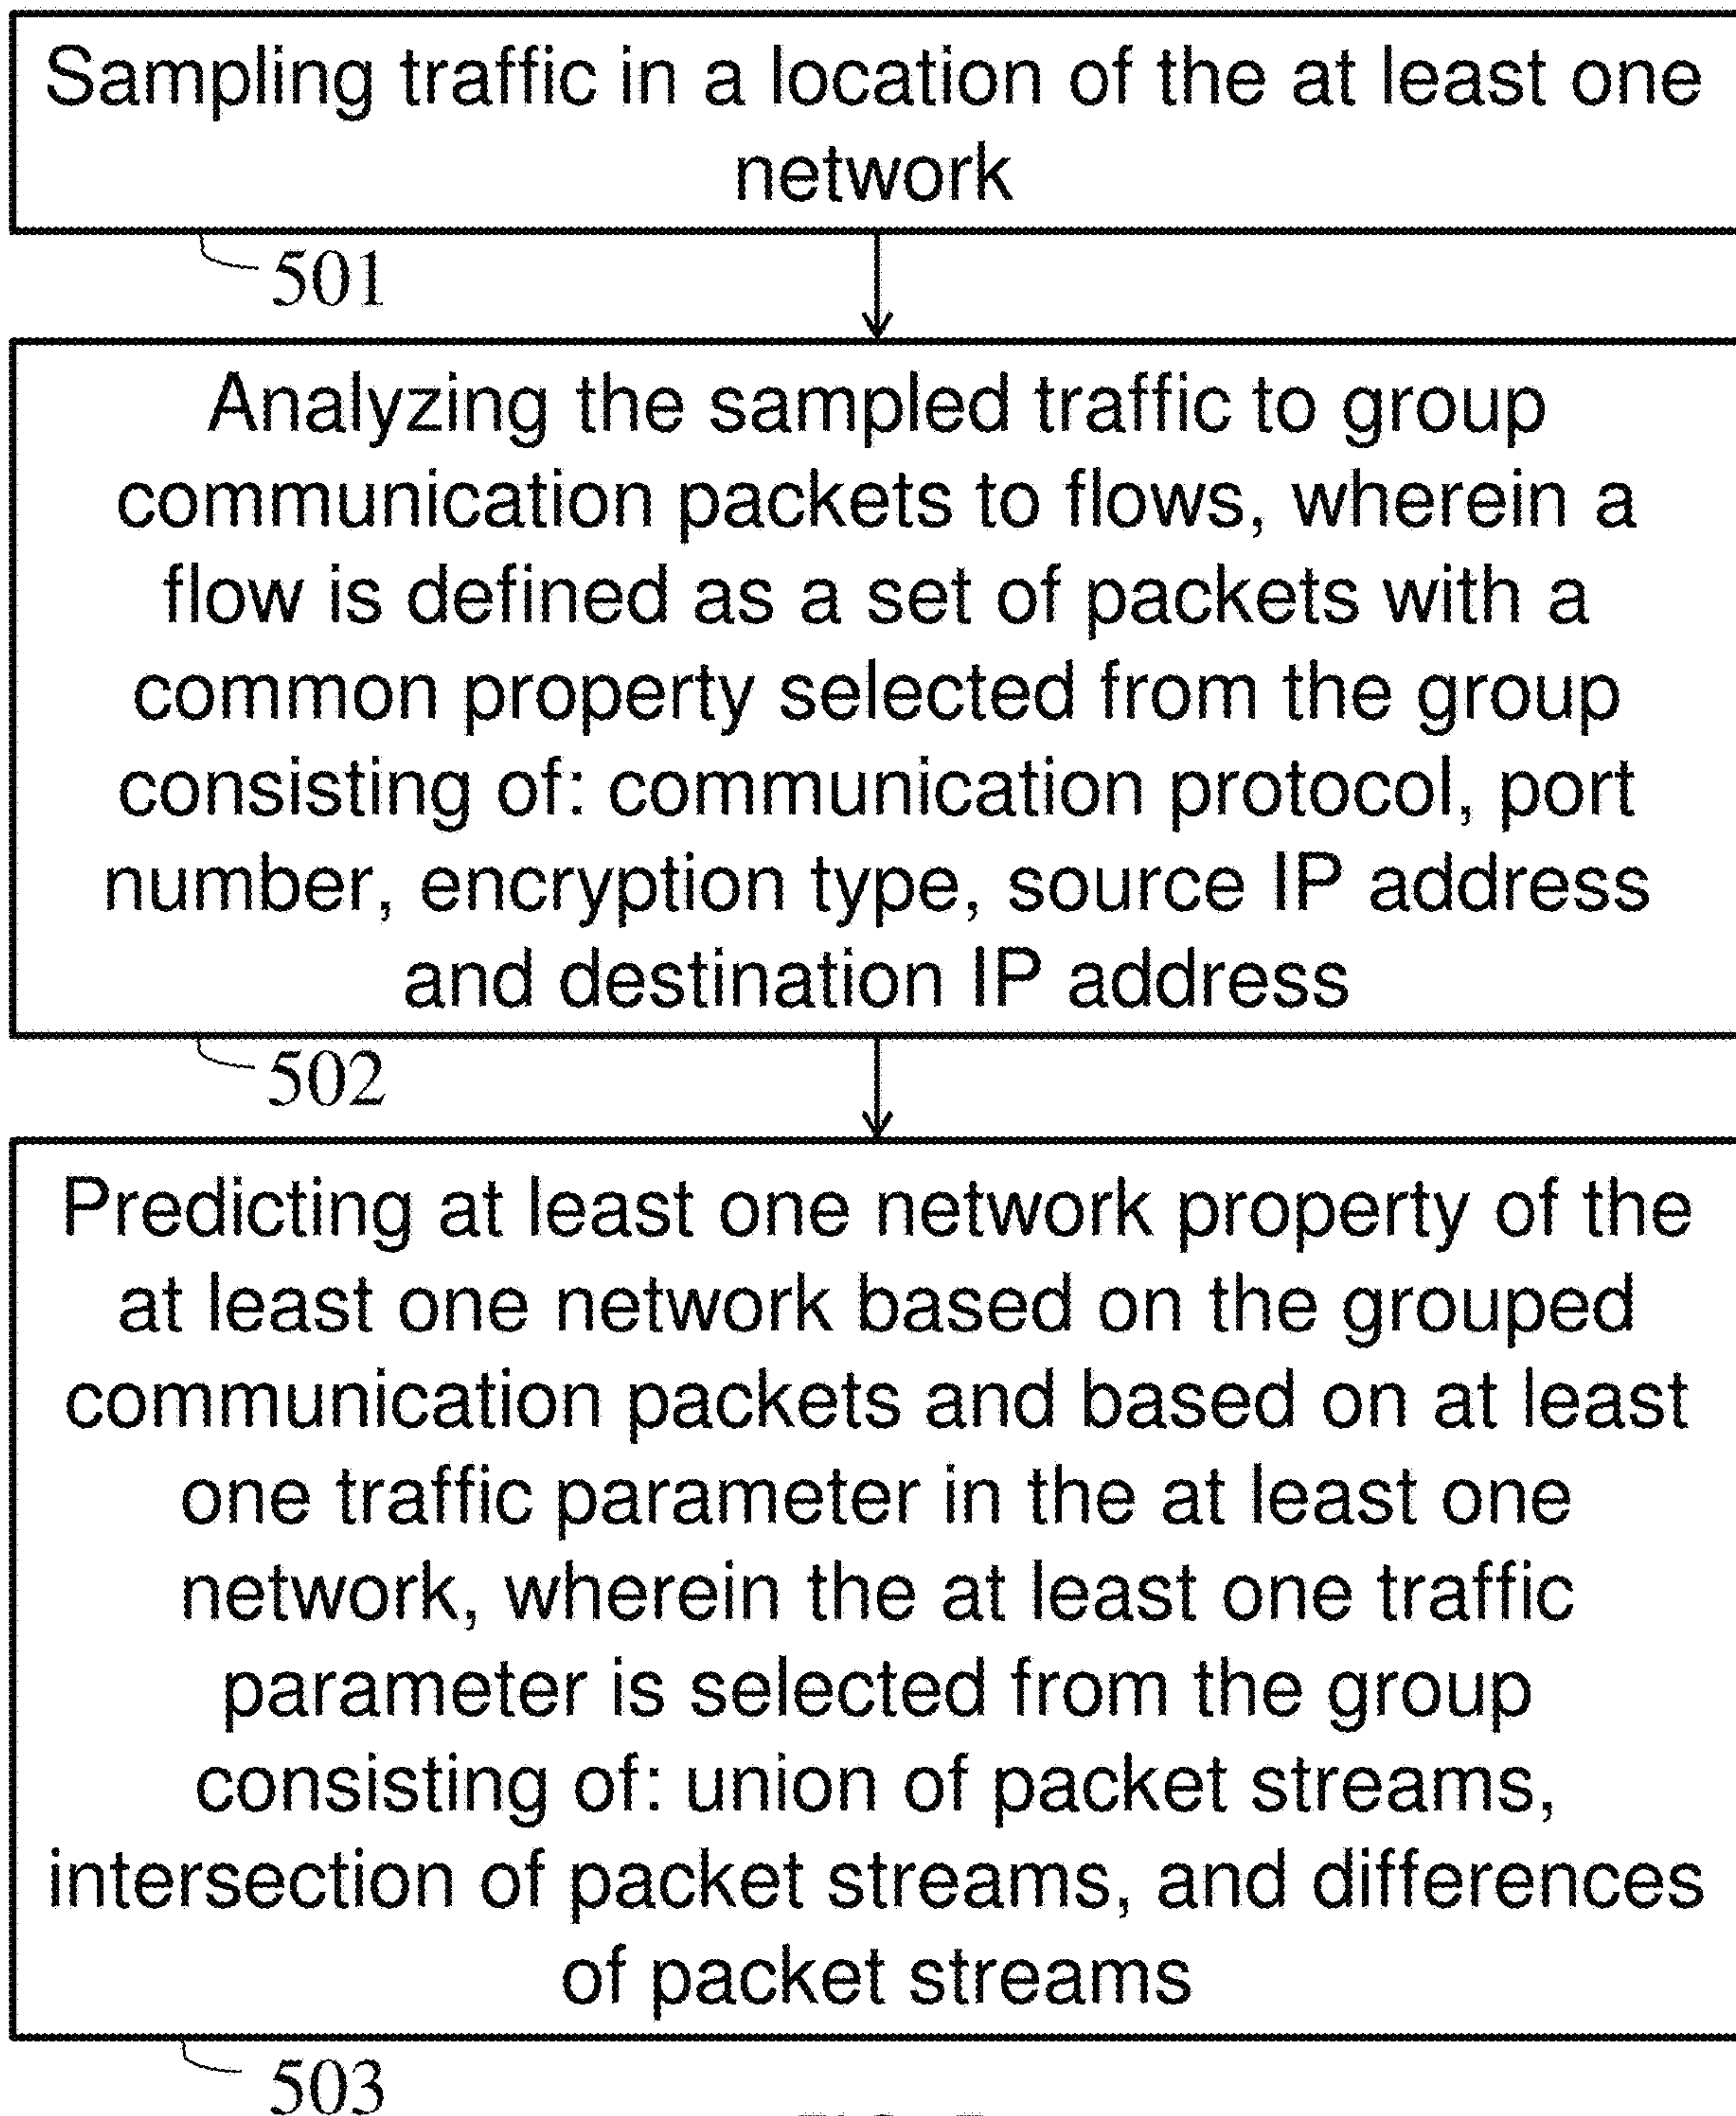 Sampling traffic in a location of the at least one
network
501
Analyzing the sampled traffic to group
communication packets to flows, wherein a
flow is defined as a set of packets with a
common property selected from the group
consisting of: communication protocol, port
number, encryption type, source IP address
and destination IP address
502
Predicting at least one network property of the
at least one network based on the grouped
communication packets and based on at least
one traffic parameter in the at least one
network, wherein the at least one traffic
parameter is selected from the group
consisting of: union of packet streams,
intersection of packet streams, and differences
of packet streams
503